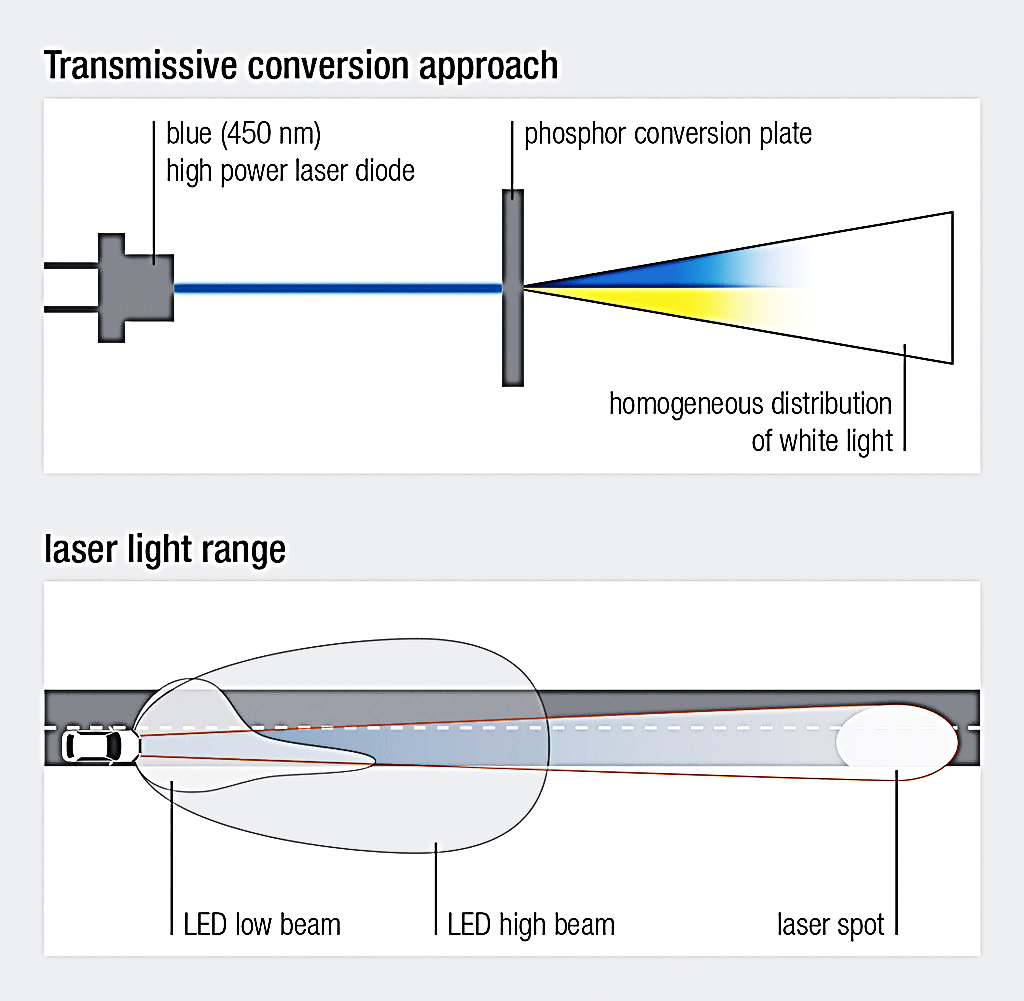 Transmissive conversion approach
blue (450 nm)
high power laser diode
phosphor conversion plate
homogeneous distribution
of white light
laser light range
LED low beam
LED high beam
laser spot